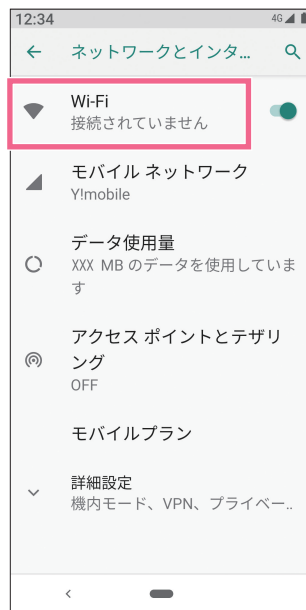 12:34
4G
ネットワークとインタ...
Wi-Fi
接続されていません
モバイル ネットワーク
Y!mobile
データ使用量
XXX MB のデータを使用していま
す
アクセス ポイントとテザリ
ング
OFF
モバイルプラン
詳細設定
機内モード、VPN、プライベー..